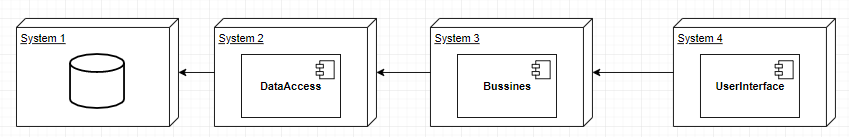 System 1
System 2
DataAccess
System 3
Bussines
System 4
UserInterface